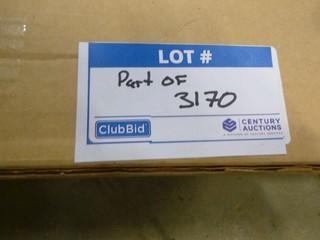 LOT #
Part OF
3170
ClubBid
CENTURY
AUCTIONS